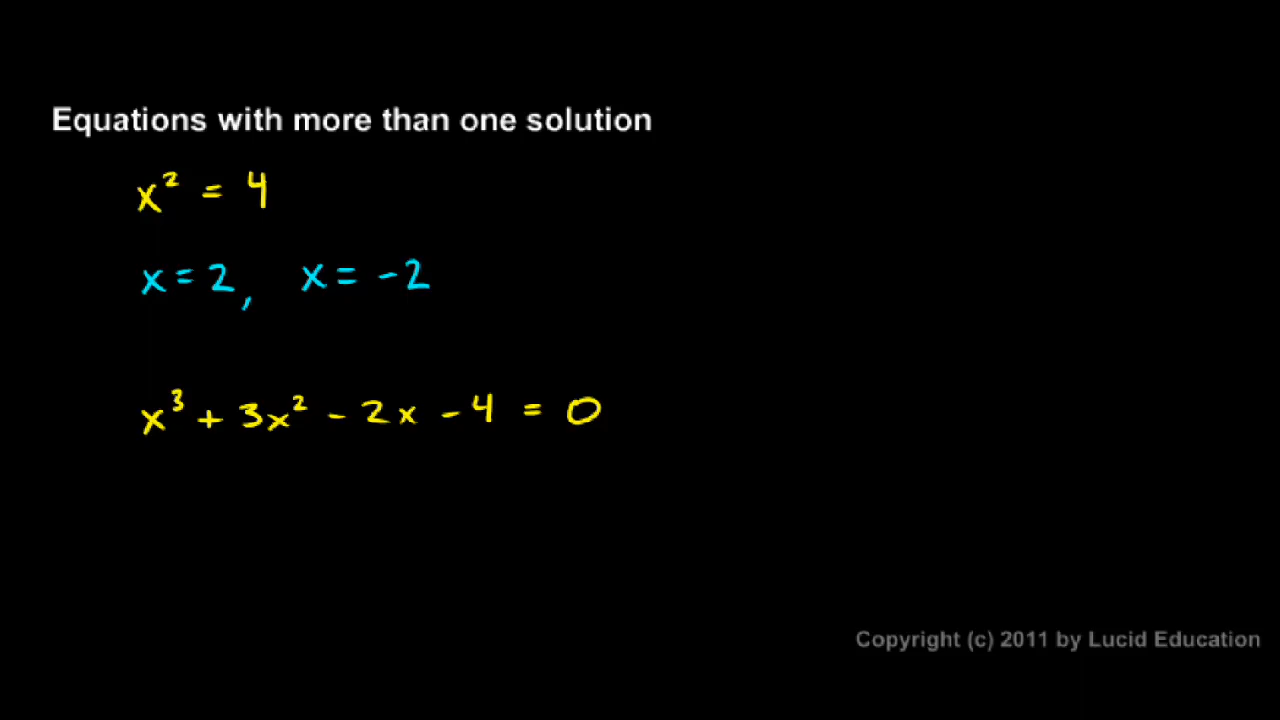 Equations with more than one solution
x² = 4
x = 2, x = -2
x³ + 3x² - 2x - 4 = 0
Copyright (c) 2011 by Lucid Education